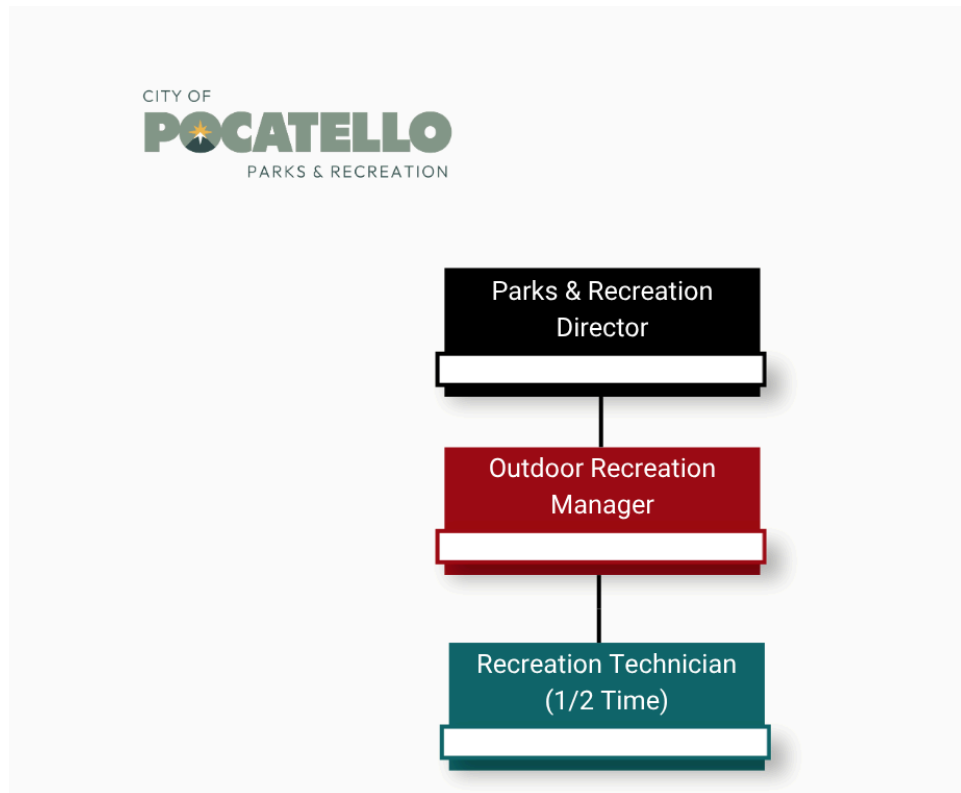 CITY OF
POCATELLO
PARKS & RECREATION
Parks & Recreation
Director
Outdoor Recreation
Manager
Recreation Technician
(1/2 Time)